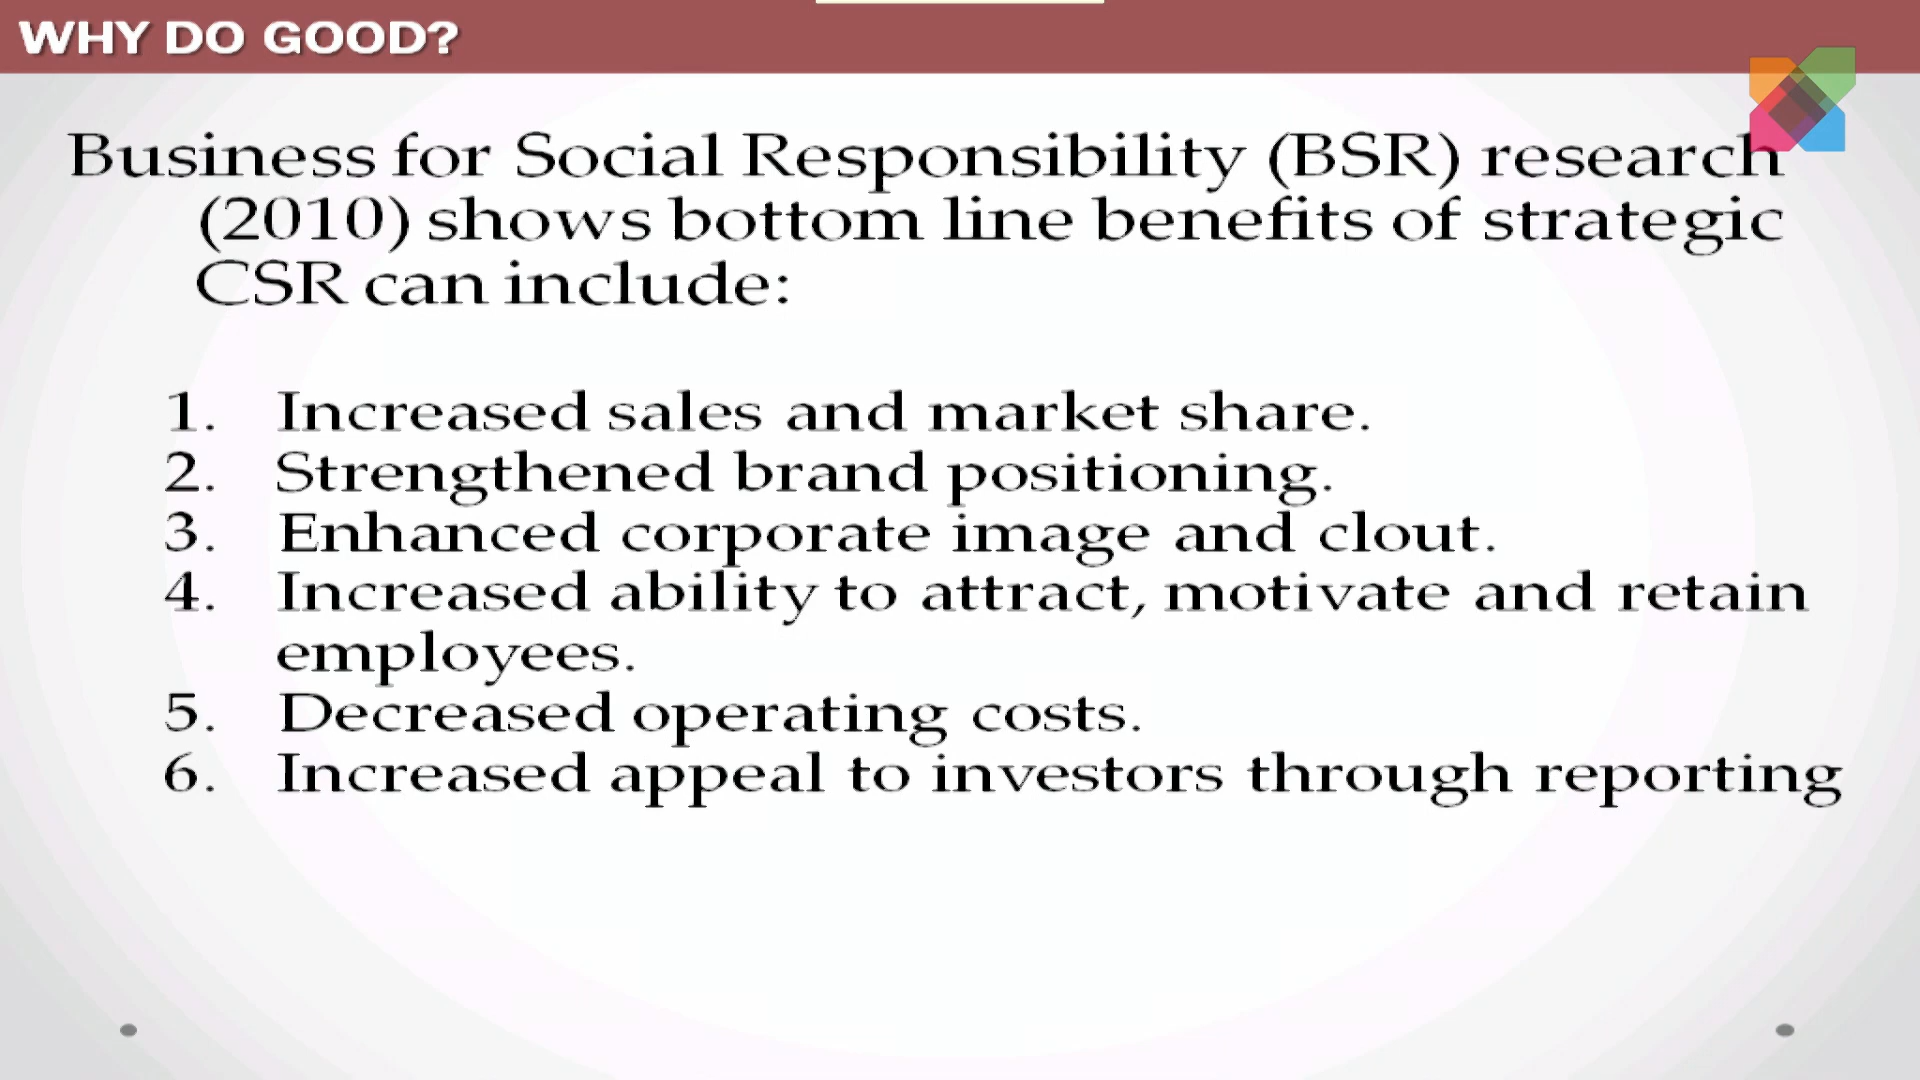 WHY DO GOOD?
Business for Social Responsibility (BSR) research
(2010) shows bottom line benefits of strategic
CSR can include:
1. Increased sales and market share.
2. Strengthened brand positioning.
3. Enhanced corporate image and clout.
4. Increased ability to attract, motivate and retain
employees.
5. Decreased operating costs.
6. Increased appeal to investors through reporting